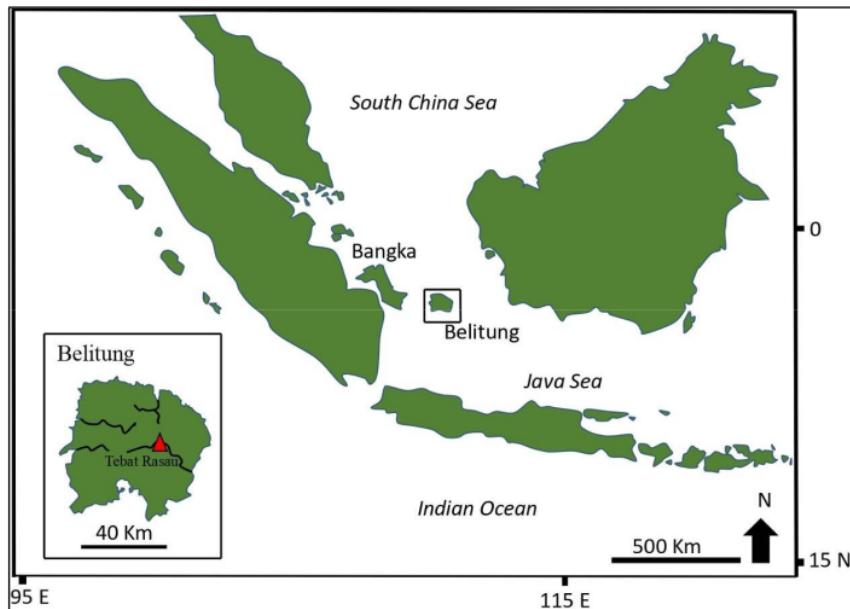 South China Sea
0
Bangka
Belitung
Belitung
Java Sea
Tebat Rasau
40 Km
Indian Ocean
N
500 Km
15 N
95 E
115 E